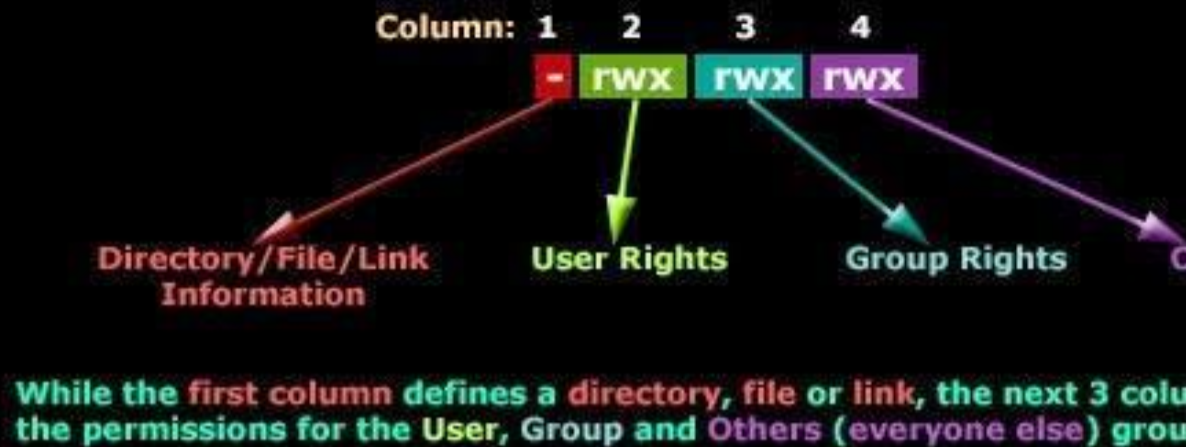 Column: 1 2 3 4
- rwx rwx rwx
Directory/File/Link User Rights Group Rights
Information
While the first column defines a directory, file or link, the next 3
the permissions for the User, Group and Others (everyone else)